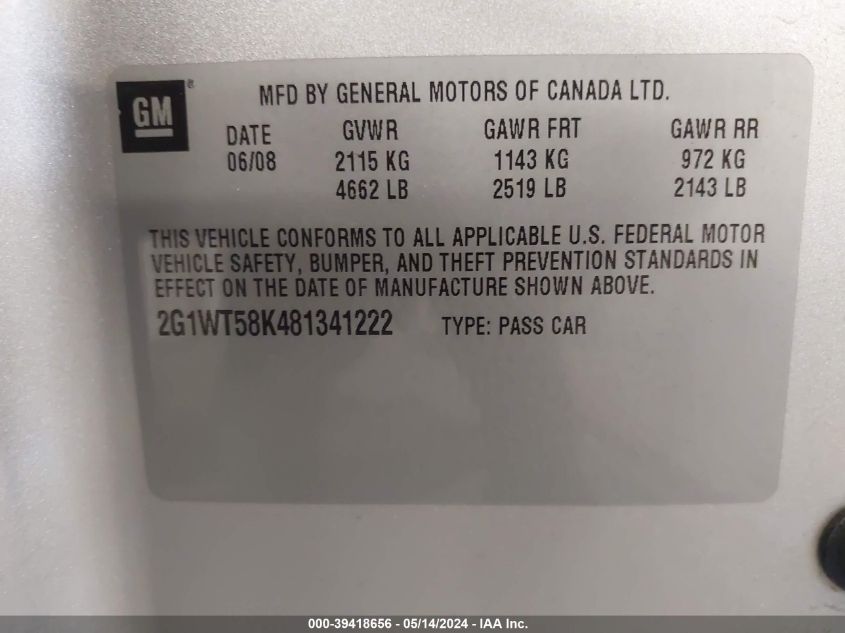 GM®
MFD BY GENERAL MOTORS OF CANADA LTD.
DATE GVWR GAWR FRT GAWR RR
06/08 2115 KG 1143 KG 972 KG
4662 LB 2519 LB 2143 LB
THIS VEHICLE CONFORMS TO ALL APPLICABLE U.S. FEDERAL MOTOR
VEHICLE SAFETY, BUMPER, AND THEFT PREVENTION STANDARDS IN
EFFECT ON THE DATE OF MANUFACTURE SHOWN ABOVE.
2G1WT58K481341222 TYPE: PASS CAR
000-39418656 - 05/14/2024 - IAA Inc.